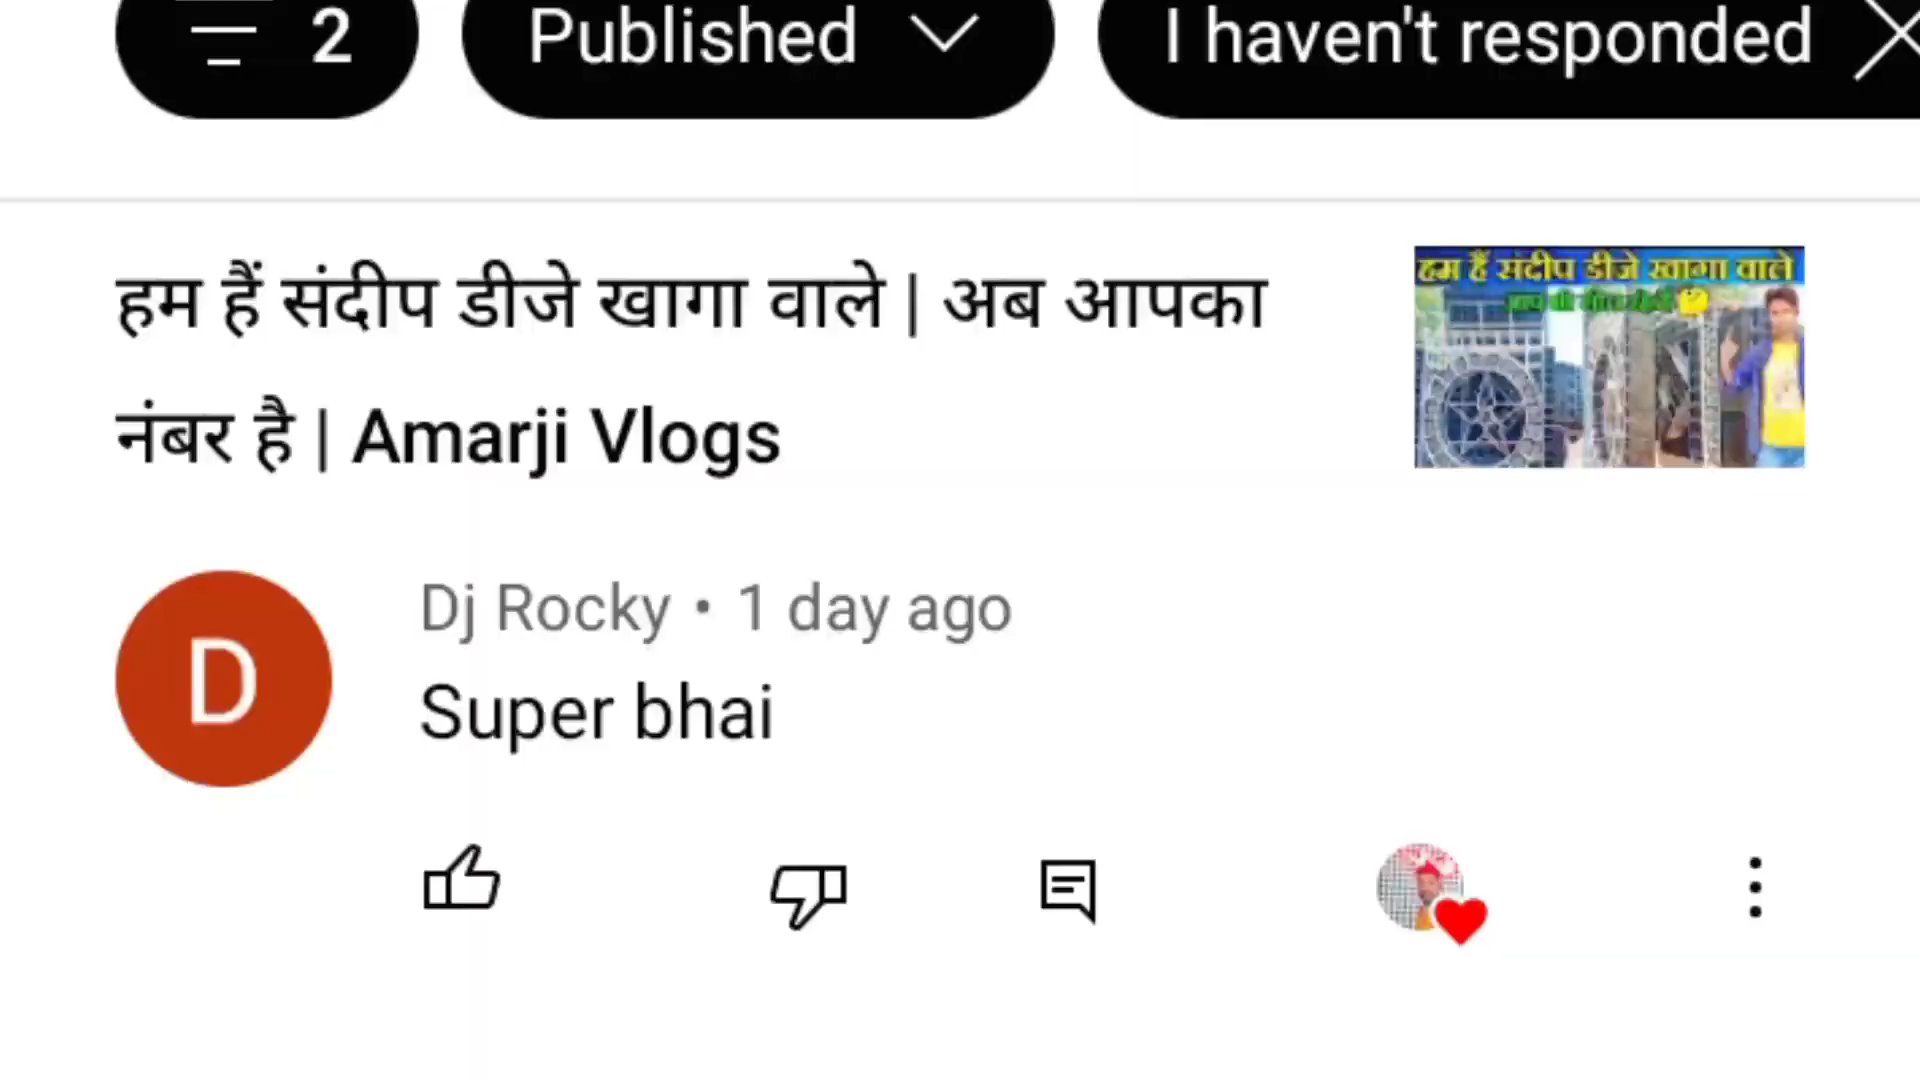 2 Published I haven't responded
हम हैं संदीप डीजे खागा वाले | अब आपका
नंबर है | Amarji Vlogs
हम हैं संदीप डीजे खागा वाले
D
Dj Rocky • 1 day ago
Super bhai